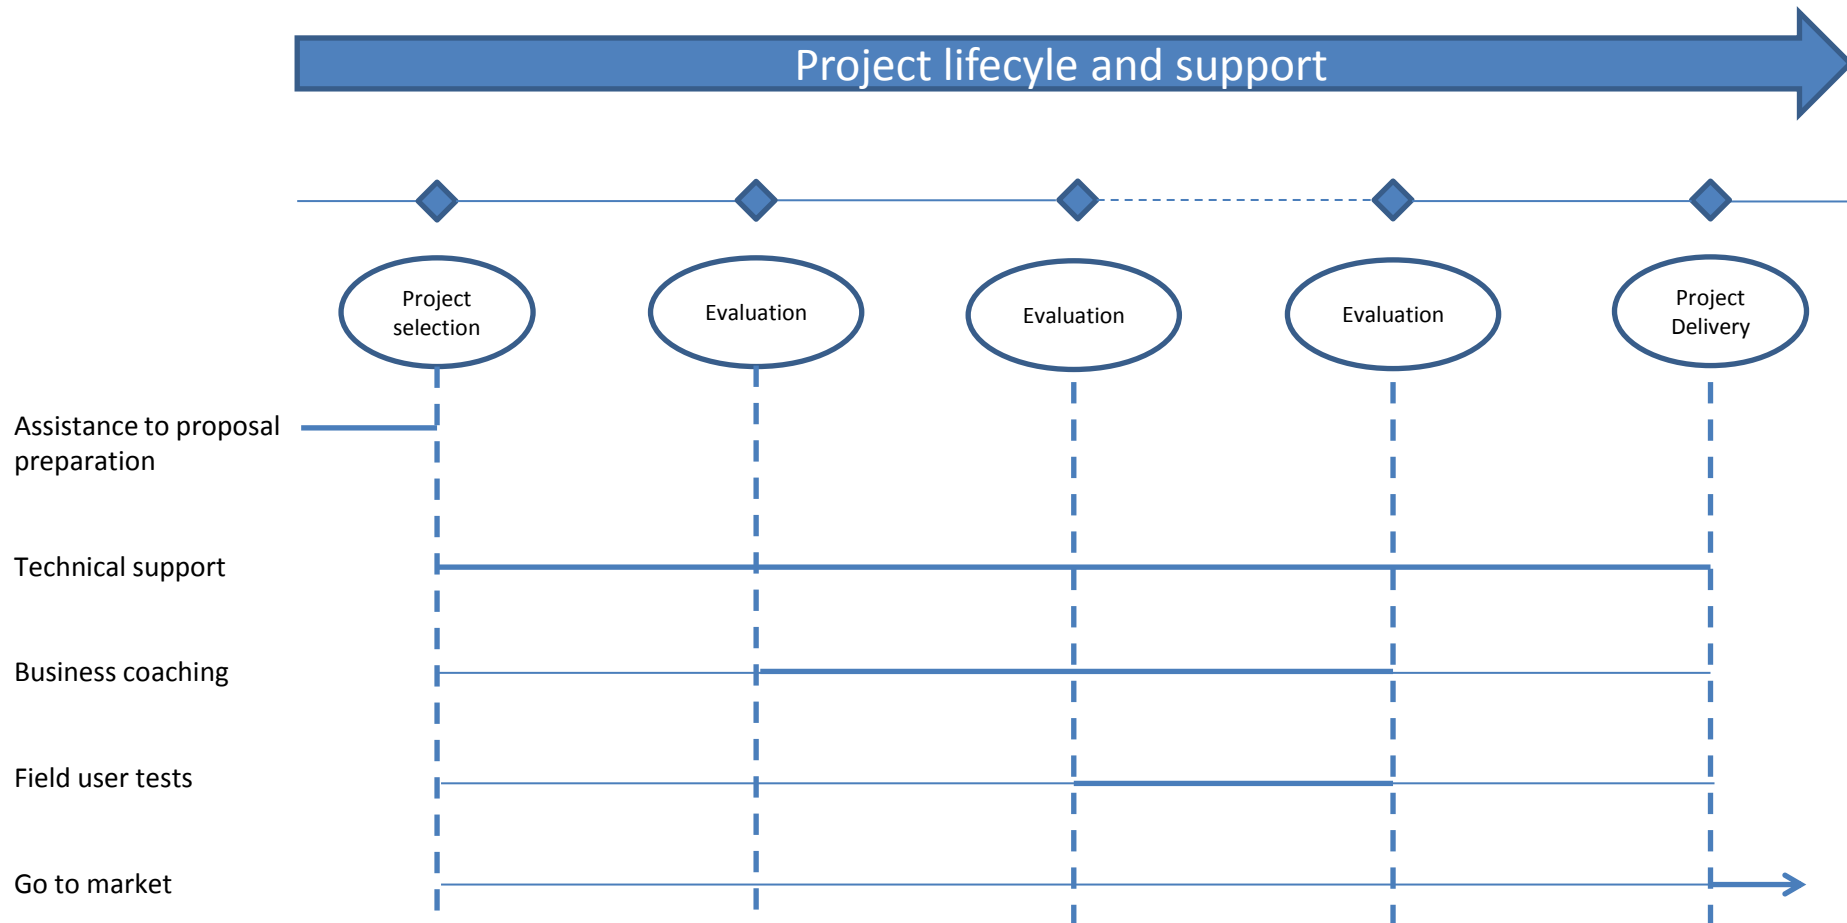 Project lifecyle and support
Project
selection
Evaluation
Evaluation
Evaluation
Project
Delivery
Assistance to proposal
preparation
Technical support
Business coaching
Field user tests
Go to market